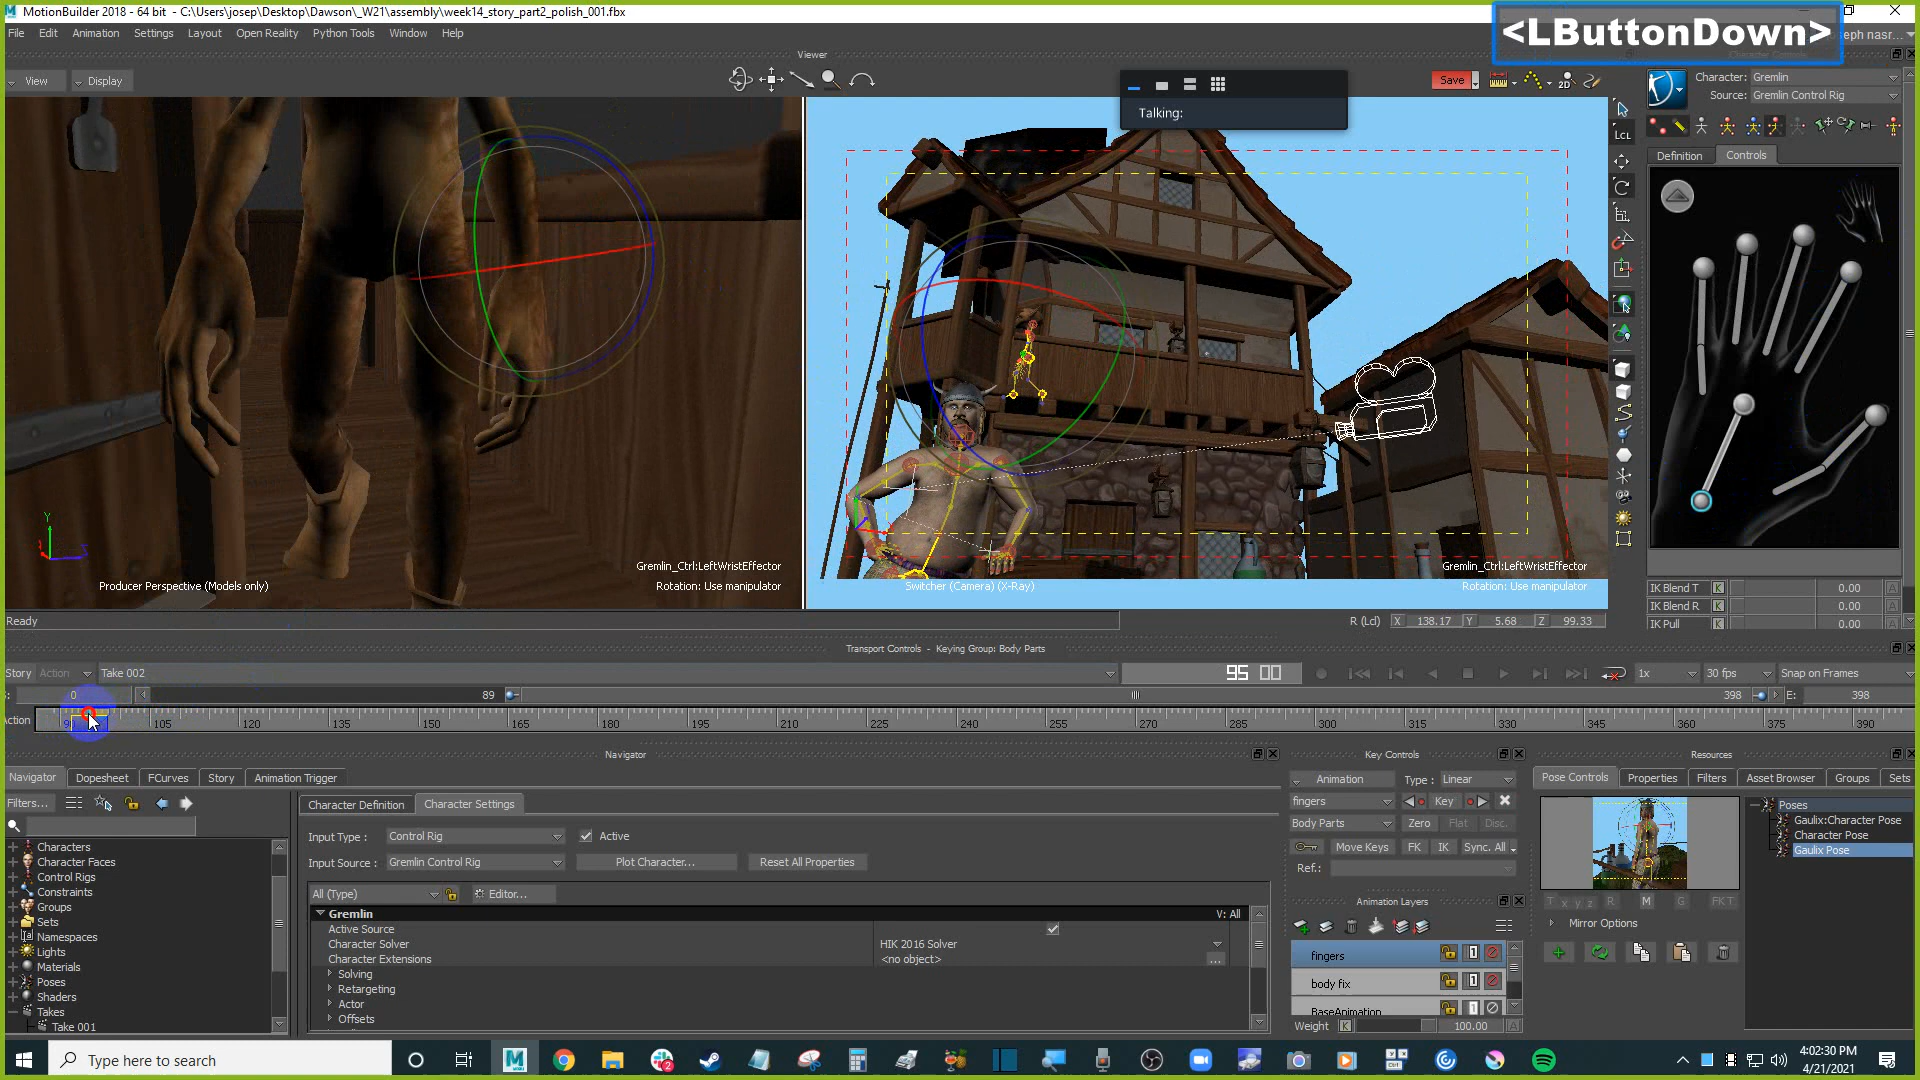 MotionBuilder 2018 - 64 bit - C:\Users\josep\Desktop\Dawson\_W21\assembly\week14_story_part2_polish_001.fbx
<LButtonDown>
File Edit Animation Settings Layout Open Reality Python Tools Window Help
Viewer
View Display
Save
2D
Talking:
Character: Gremlin
Source: Gremlin Control Rig
Definition Controls
LCL
Y
Gremlin_Ctrl:LeftWristEffector
Producer Perspective (Models only)
Rotation: Use manipulator
Gremlin_Ctrl:LeftWristEffector
Switcher (Camera) (X-Ray)
Rotation: Use manipulator
IK Blend T K 0.00 A
IK Blend R K 0.00 A
IK Pull K 0.00
Ready
R (Lcl) X 138.17 Y 5.68 Z 99.33
Transport Controls - Keying Group: Body Parts
Story Action Take 002 95 00 1x 30 fps Snap on Frames
0 89 398 E: 398
105 120 135 150 165 180 195 210 225 240 255 270 285 300 315 330 345 360 375 390
Navigator
Navigator Dopesheet FCurves Story Animation Trigger
Filters...
Characters
Character Faces
Control Rigs
Constraints
Groups
Sets
Namespaces
Lights
Materials
Poses
Shaders
Takes
Take 001
Character Definition Character Settings
Input Type : Control Rig Active
Input Source : Gremlin Control Rig Plot Character... Reset All Properties
All (Type) Editor...
Gremlin V: All
Active Source
Character Solver HIK 2016 Solver
Character Extensions <no object> ...
Solving
Retargeting
Actor
Offsets
Key Controls
Animation Type : Linear
fingers Key
Body Parts Zero Flat Disc.
Move Keys FK IK Sync. All
Ref.:
Animation Layers
fingers 1
body fix 1
BaseAnimation 1
Weight K 100.00 A
Resources
Pose Controls Properties Filters Asset Browser Groups Sets
Poses
Gaulix:Character Pose
Character Pose
Gaulix Pose
T x y z R M G FKT
Mirror Options
Type here to search
4:02:30 PM
4/21/2021